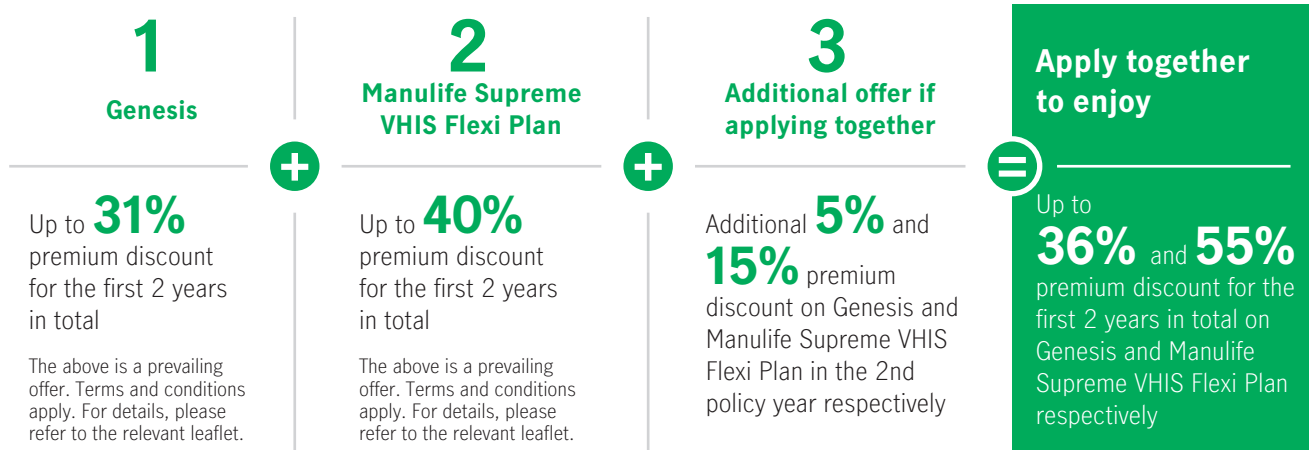 1
Genesis
Up to 31%
premium discount
for the first 2 years
in total
The above is a prevailing
offer. Terms and conditions
apply. For details, please
refer to the relevant leaflet.
+
2
Manulife Supreme
VHIS Flexi Plan
Up to 40%
premium discount
for the first 2 years
in total
The above is a prevailing
offer. Terms and conditions
apply. For details, please
refer to the relevant leaflet.
+
3
Additional offer if
applying together
Additional 5% and
15% premium
discount on Genesis and
Manulife Supreme VHIS
Flexi Plan in the 2nd
policy year respectively
=
Apply together
to enjoy
Up to
36% and 55%
premium discount for the
first 2 years in total on
Genesis and Manulife
Supreme VHIS Flexi Plan
respectively